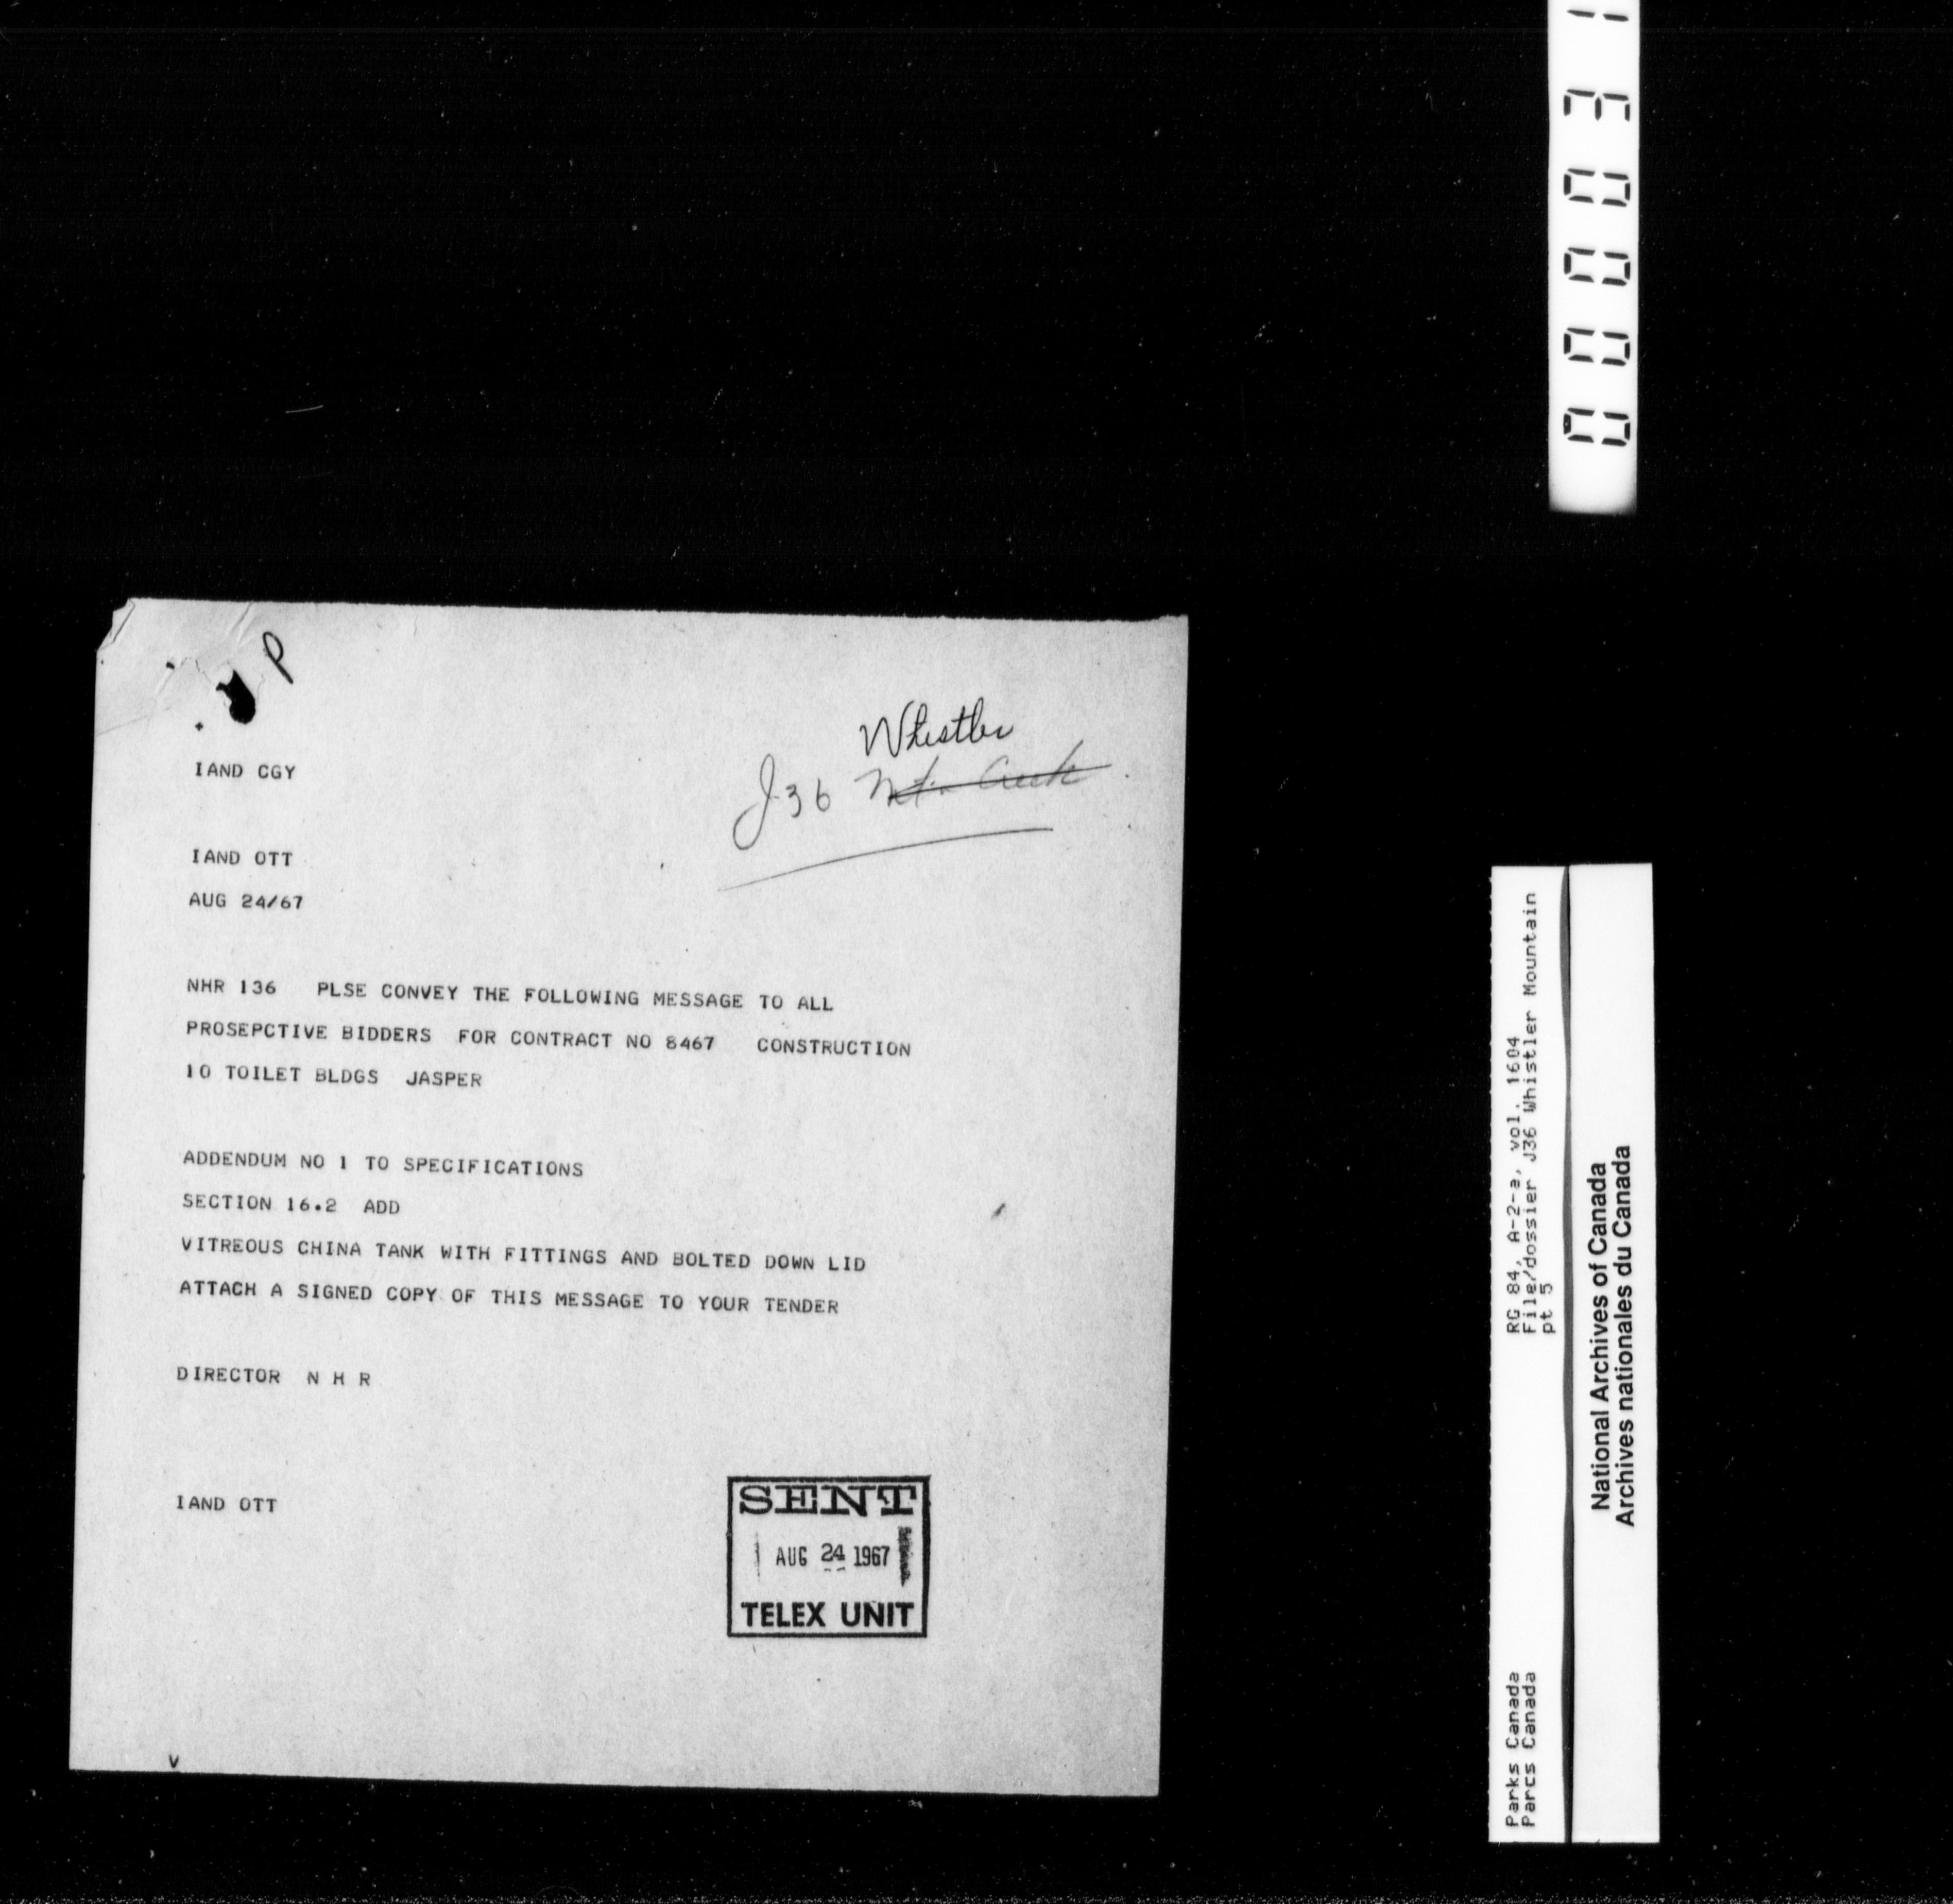 P
Whistler
J36 Mt. Creek
IAND CGY
IAND OTT
AUG 24/67
NHR 136 PLSE CONVEY THE FOLLOWING MESSAGE TO ALL
PROSEPCTIVE BIDDERS FOR CONTRACT NO 8467 CONSTRUCTION
10 TOILET BLDGS JASPER
ADDENDUM NO 1 TO SPECIFICATIONS
SECTION 16.2 ADD
VITREOUS CHINA TANK WITH FITTINGS AND BOLTED DOWN LID
ATTACH A SIGNED COPY OF THIS MESSAGE TO YOUR TENDER
DIRECTOR N H R
IAND OTT
SENT
AUG 24 1967
TELEX UNIT
V
000031
RG 84, A-2-a, vol. 1604
File/dossier J36 Whistler Mountain
pt 5
Parks Canada
Parcs Canada
National Archives of Canada
Archives nationales du Canada